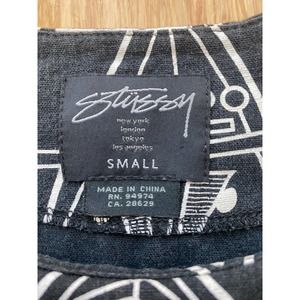 Stüssy
new york
london
tokyo
los angeles
SMALL
MADE IN CHINA
RN. 94974
CA. 28629